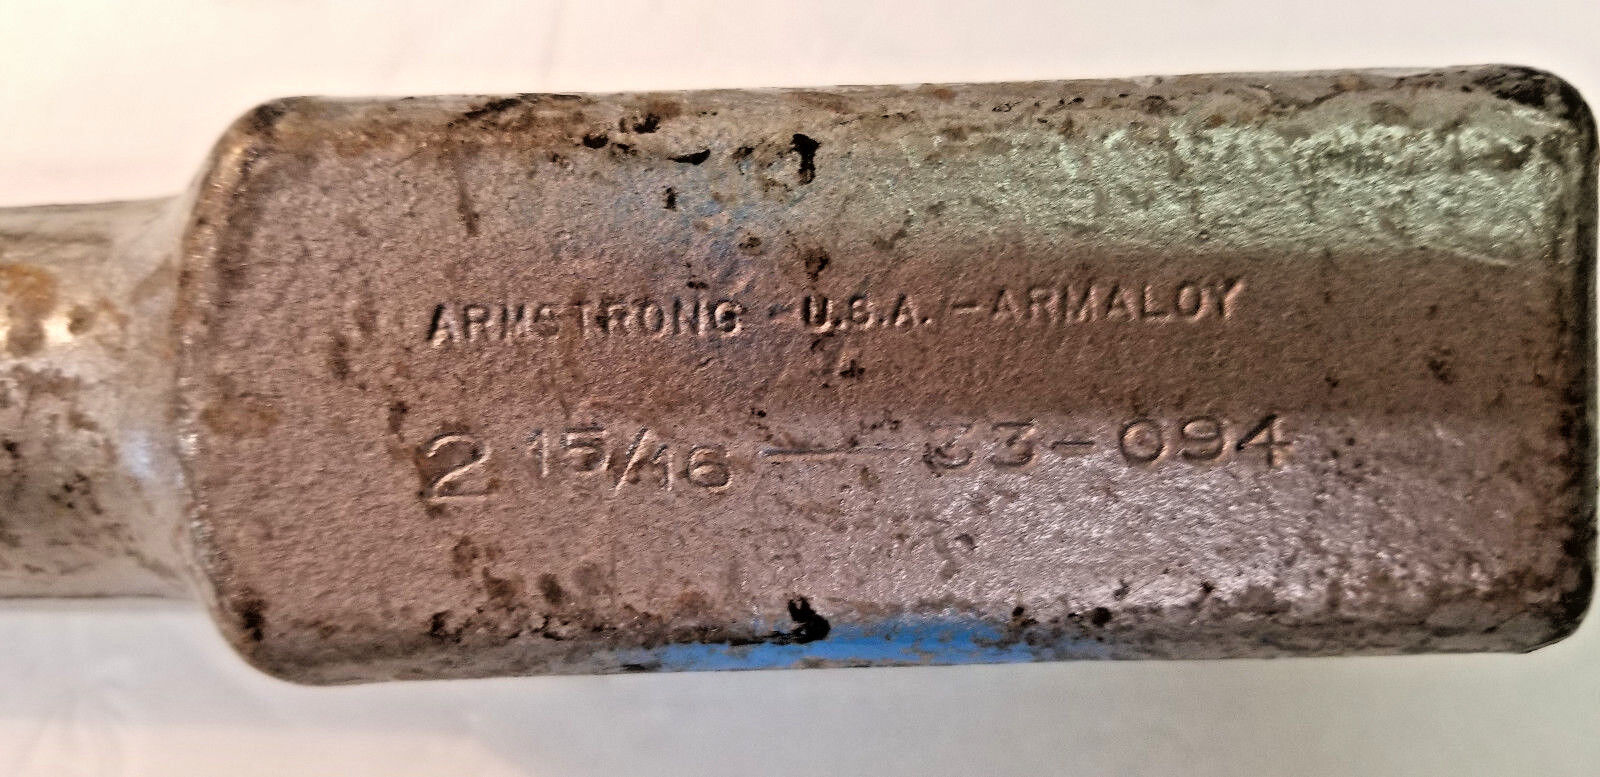 ARMSTRONG - U.S.A. - ARMALOY
2 15/16 — 33-094